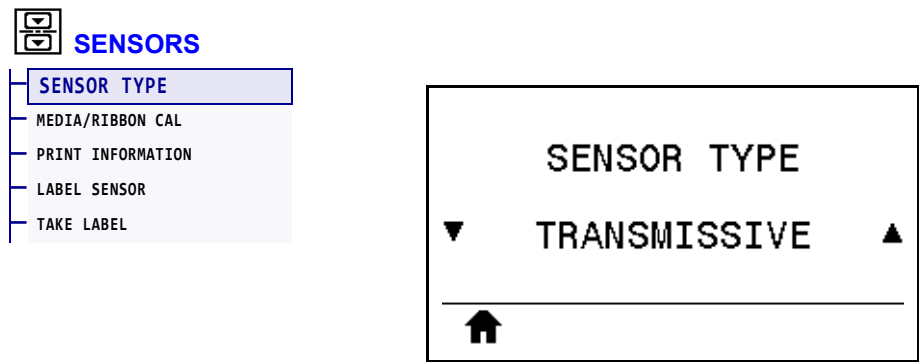 SENSORS
SENSOR TYPE
MEDIA/RIBBON CAL
PRINT INFORMATION
LABEL SENSOR
TAKE LABEL
SENSOR TYPE
TRANSMISSIVE